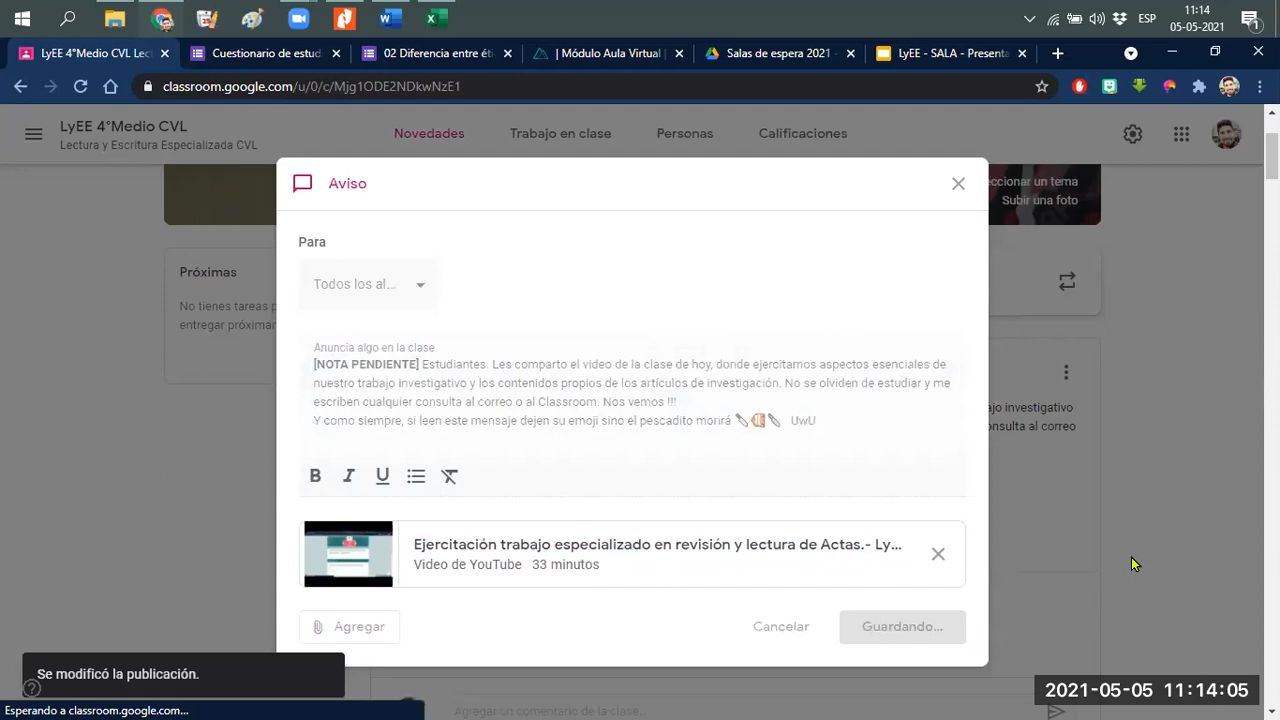 ESP
11:14
05-05-2021
LyEE 4°Medio CVL Lect
Cuestionario de estud
02 Diferencia entre éti
| Módulo Aula Virtual |
Salas de espera 2021 -
LyEE - SALA - Presenta
classroom.google.com/u/0/c/Mjg1ODE2NDkwNzE1
LyEE 4°Medio CVL
Lectura y Escritura Especializada CVL
Novedades
Trabajo en clase
Personas
Calificaciones
Aviso
eccionar un tema
Subir una foto
Para
Próximas
Todos los al...
No tienes tareas p
entregar próximar
Anuncia algo en la clase
[NOTA PENDIENTE] Estudiantes. Les comparto el video de la clase de hoy, donde ejercitamos aspectos esenciales de
nuestro trabajo investigativo y los contenidos propios de los artículos de investigación. No se olviden de estudiar y me
escriben cualquier consulta al correo o al Classroom. Nos vemos !!!
Y como siempre, si leen este mensaje dejen su emoji sino el pescadito morirá 🔪🐠🔪 UwU
ajo investigativo
onsulta al correo
B I U
Ejercitación trabajo especializado en revisión y lectura de Actas.- Ly...
Video de YouTube 33 minutos
Agregar
Cancelar
Guardando...
Se modificó la publicación.
Agregar un comentario de la clase...
2021-05-05 11:14:05
Esperando a classroom.google.com...